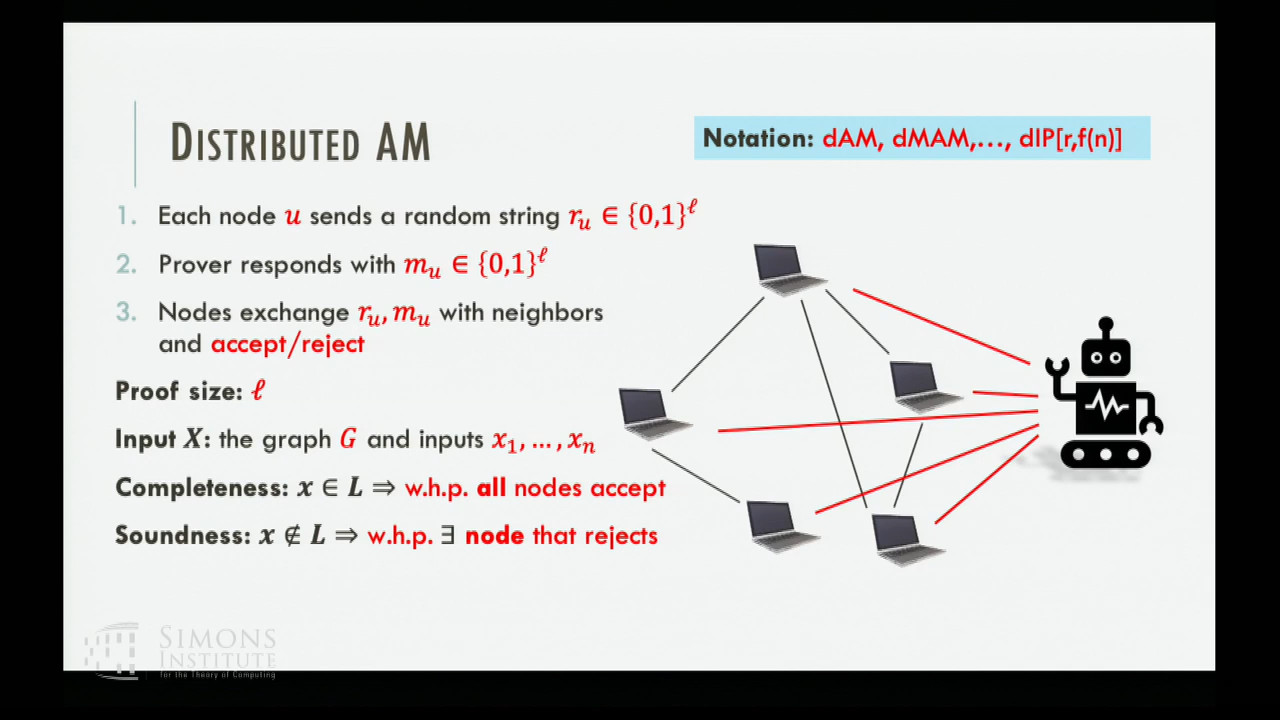 DISTRIBUTED AM
Notation: dAM, dMAM,..., dIP[r,f(n)]
1. Each node u sends a random string r_u ∈ {0,1}^ℓ
2. Prover responds with m_u ∈ {0,1}^ℓ
3. Nodes exchange r_u, m_u with neighbors
and accept/reject
Proof size: ℓ
Input X: the graph G and inputs x_1, ..., x_n
Completeness: x ∈ L ⇒ w.h.p. all nodes accept
Soundness: x ∉ L ⇒ w.h.p. ∃ node that rejects
SIMONS
INSTITUTE
for the Theory of Computing